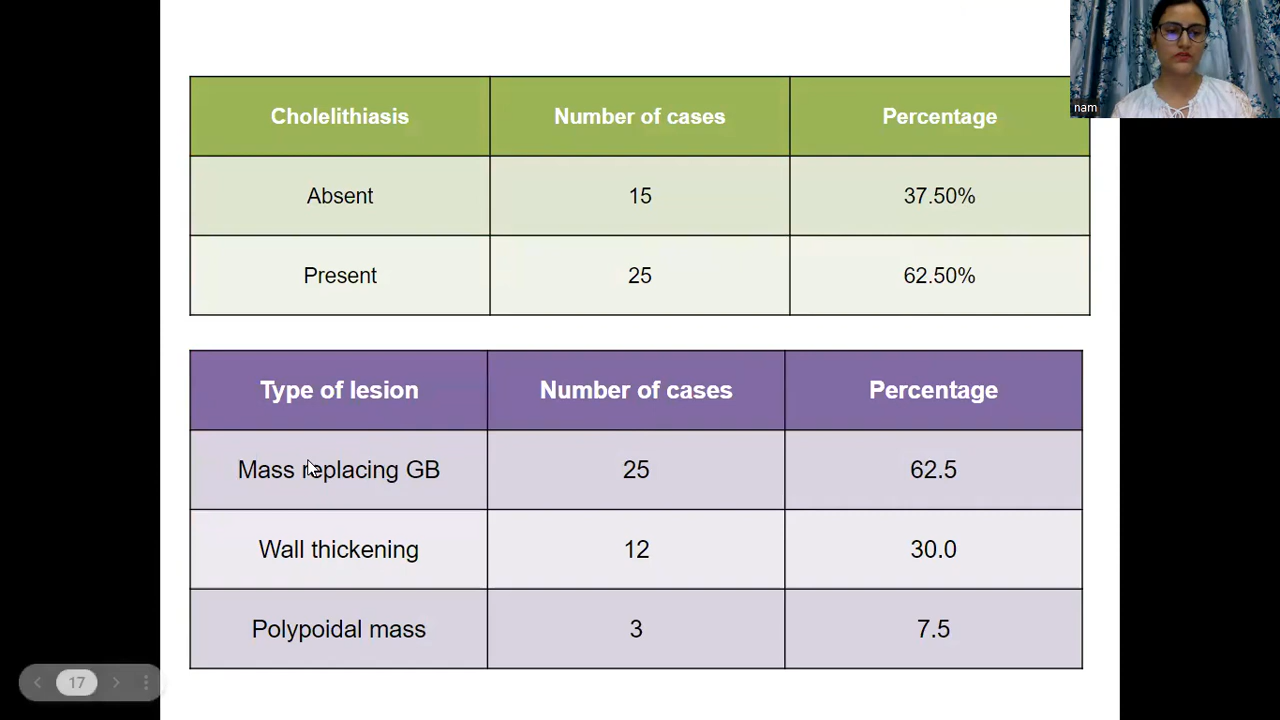 nam
Cholelithiasis Number of cases Percentage
Absent 15 37.50%
Present 25 62.50%
Type of lesion Number of cases Percentage
Mass replacing GB 25 62.5
Wall thickening 12 30.0
Polypoidal mass 3 7.5
17